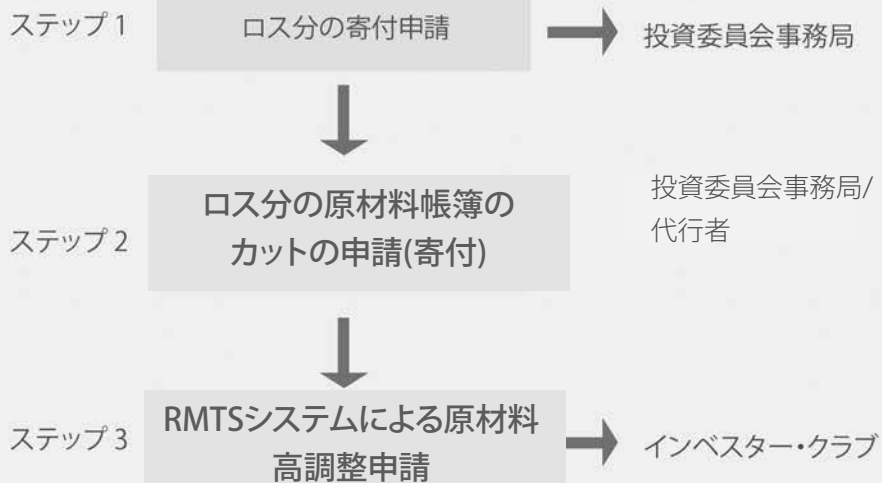 ステップ 1
ロス分の寄付申請
投資委員会事務局
ステップ 2
ロス分の原材料帳簿の
カットの申請(寄付)
投資委員会事務局/
代行者
ステップ 3
RMTSシステムによる原材料
高調整申請
インベスター・クラブ